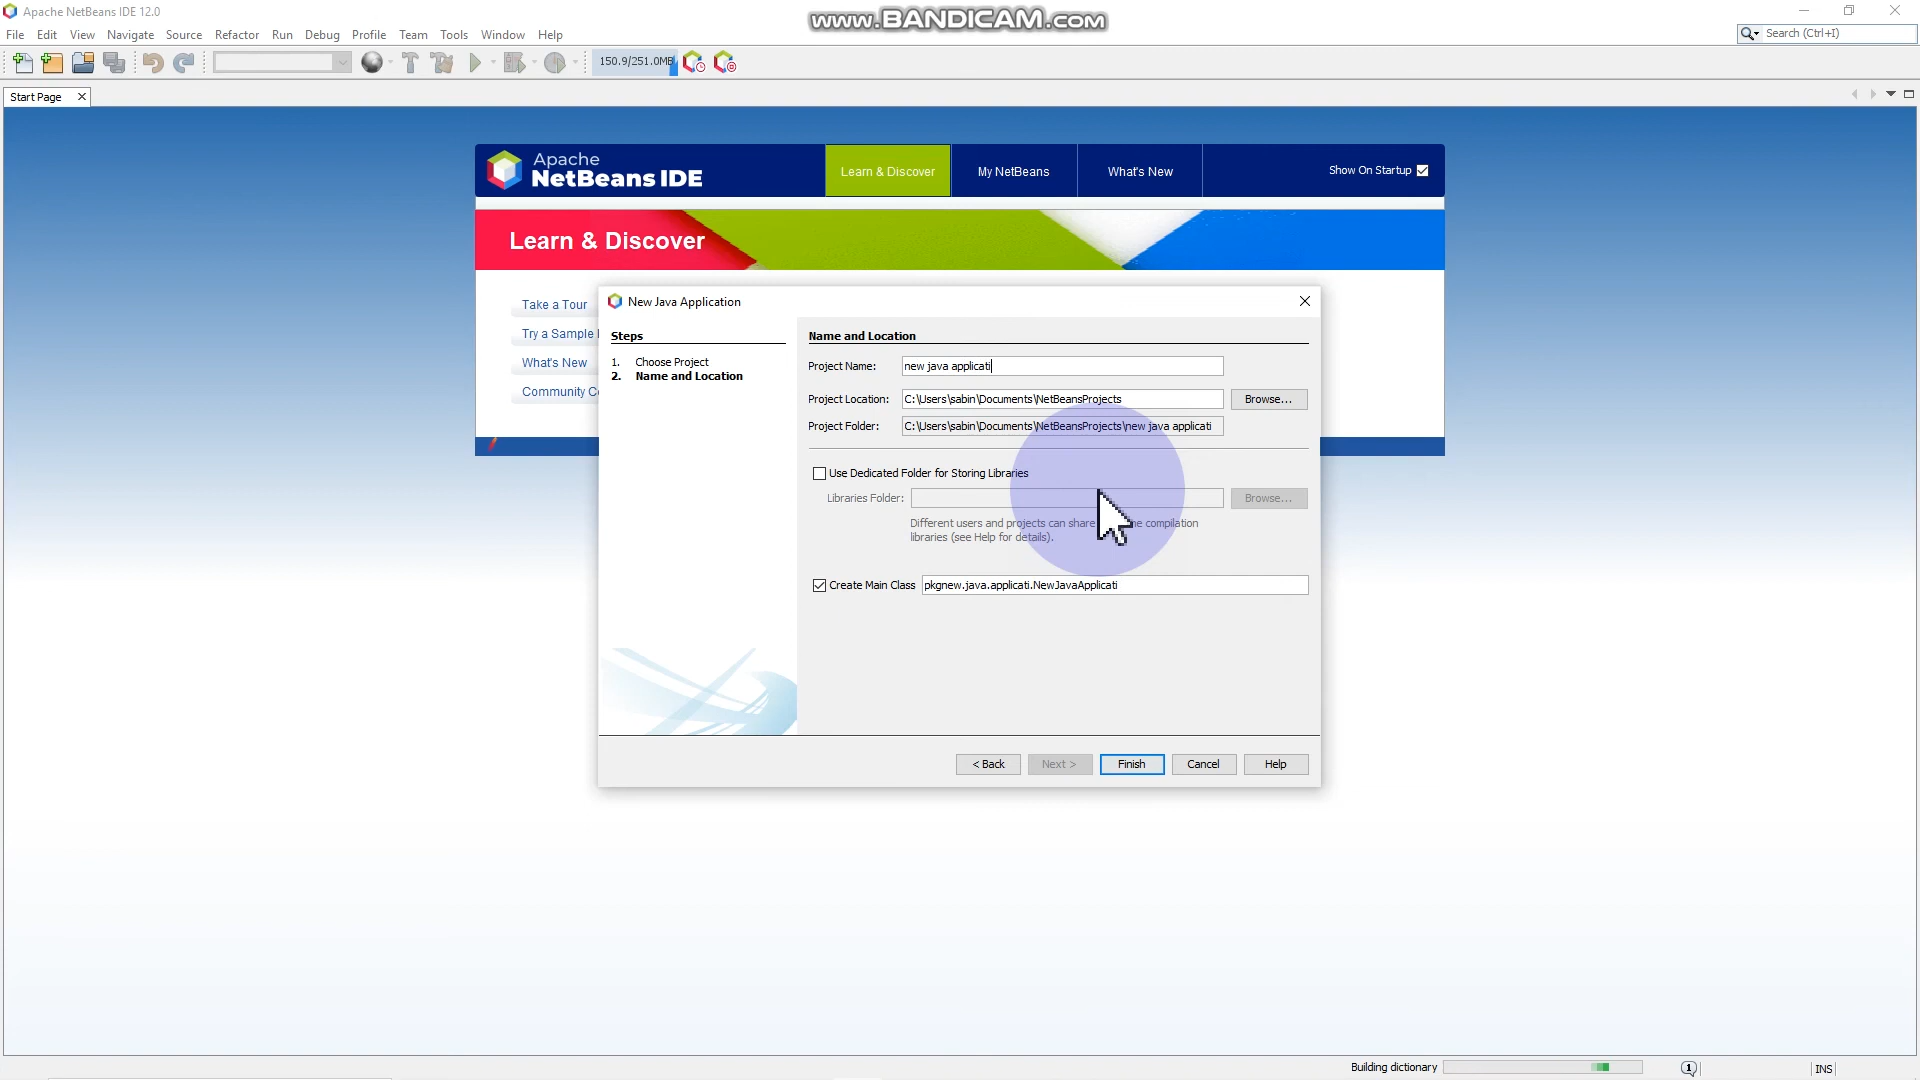 Apache NetBeans IDE 12.0
www.BANDICAM.com
File Edit View Navigate Source Refactor Run Debug Profile Team Tools Window Help
Search (Ctrl+I)
150.9/251.0MB
Start Page
Apache
NetBeans IDE
Learn & Discover
My NetBeans
What's New
Show On Startup
Learn & Discover
Take a Tour
Try a Sample
What's New
Community
New Java Application
Steps
1. Choose Project
2. Name and Location
Name and Location
Project Name: new java applicati
Project Location: C:\Users\sabin\Documents\NetBeansProjects Browse...
Project Folder: C:\Users\sabin\Documents\NetBeansProjects\new java applicati
Use Dedicated Folder for Storing Libraries
Libraries Folder: Browse...
Different users and projects can share compilation
libraries (see Help for details).
Create Main Class pkgnew.java.applicati.NewJavaApplicati
< Back Next > Finish Cancel Help
Building dictionary
1
INS